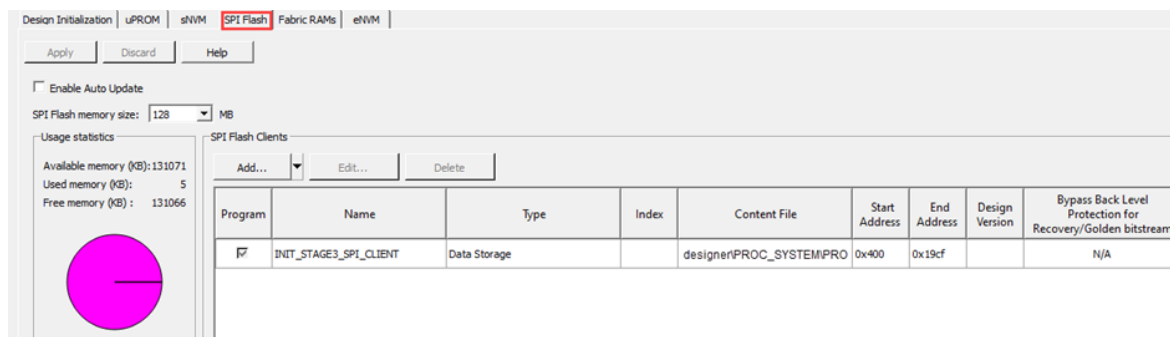 Design Initialization uPROM sNVM SPI Flash Fabric RAMs eNVM
Apply Discard Help
Enable Auto Update
SPI Flash memory size: 128 MB
Usage statistics
Available memory (KB): 131071
Used memory (KB): 5
Free memory (KB) : 131066
SPI Flash Clients
Add... Edit... Delete
Program Name Type Index Content File Start Address End Address Design Version Bypass Back Level Protection for Recovery/Golden bitstream
INIT_STAGE3_SPI_CLIENT Data Storage designer\PROC_SYSTEM\PRO 0x400 0x19cf N/A